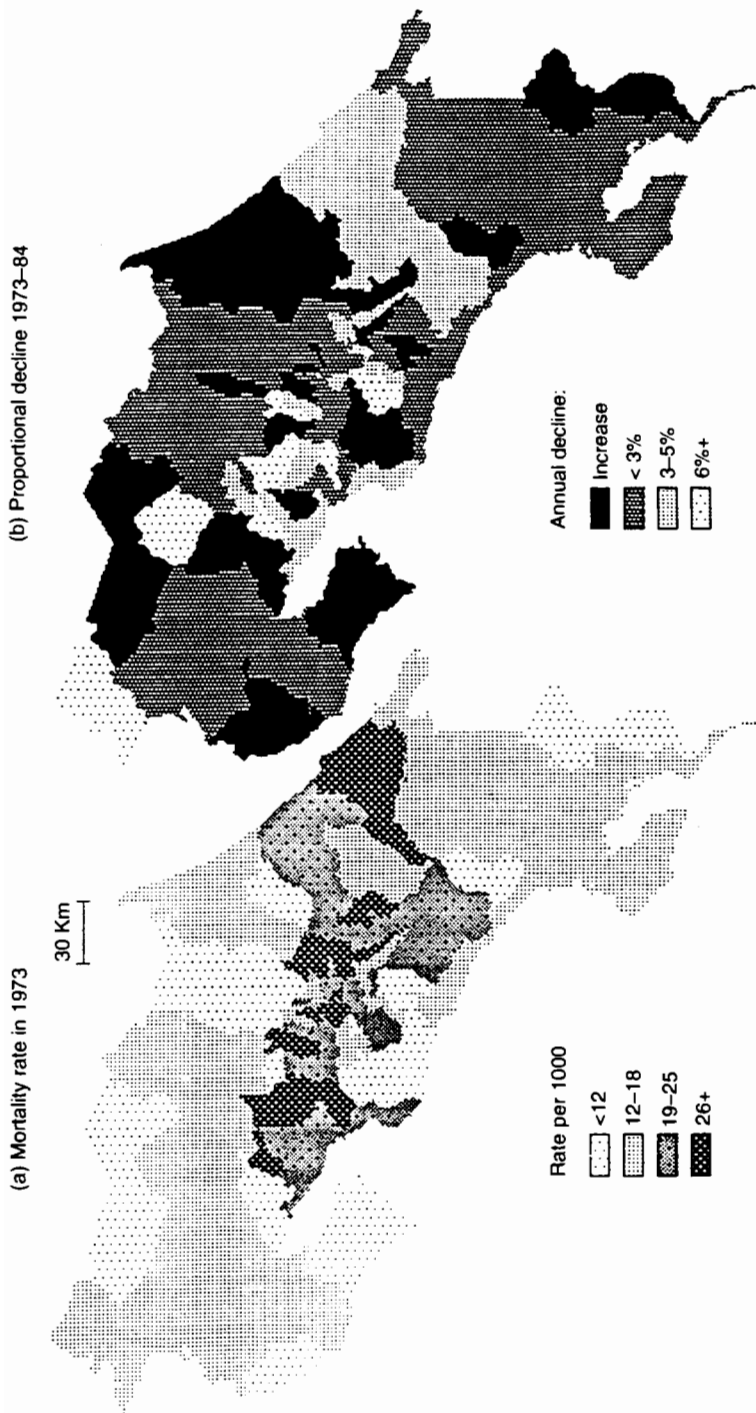 (a) Mortality rate in 1973
30 Km
Rate per 1000
<12
12–18
19–25
26+
(b) Proportional decline 1973–84
Annual decline:
Increase
< 3%
3–5%
6%+